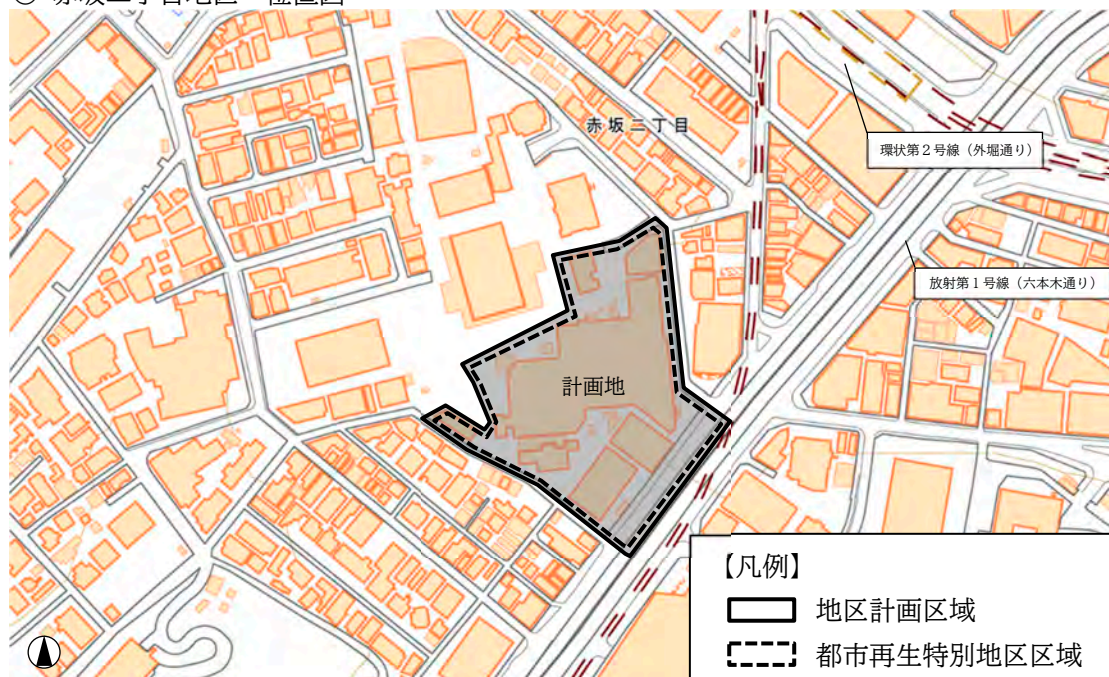 赤坂二丁目
環状第２号線（外堀通り）
放射第１号線（六本木通り）
計画地
【凡例】
地区計画区域
都市再生特別地区区域